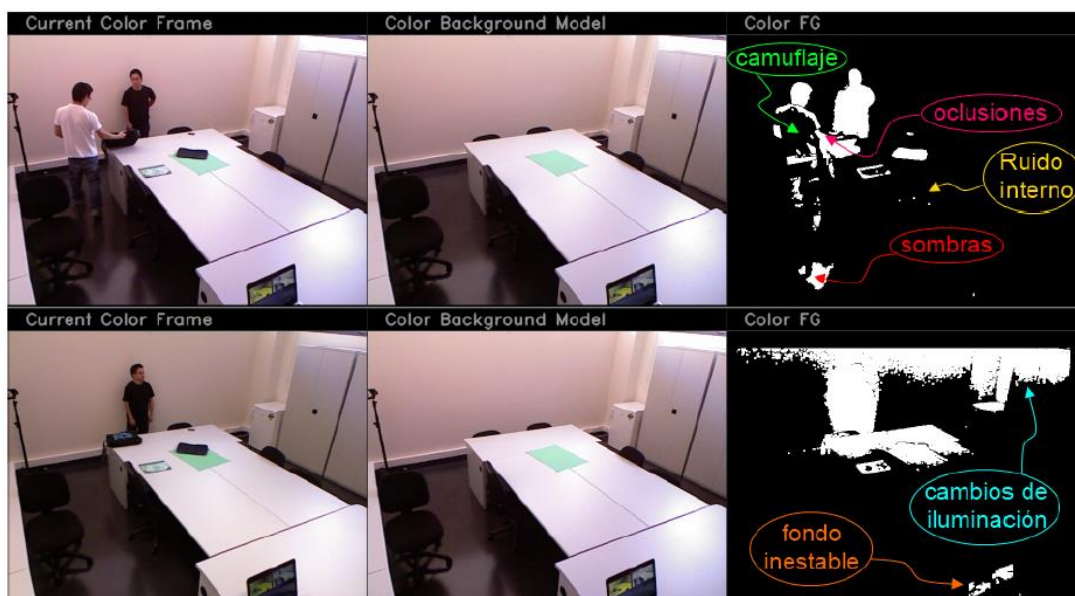 Current Color Frame
Color Background Model
Color FG
camuflaje
oclusiones
Ruido
interno
sombras
Current Color Frame
Color Background Model
Color FG
cambios de
iluminación
fondo
inestable